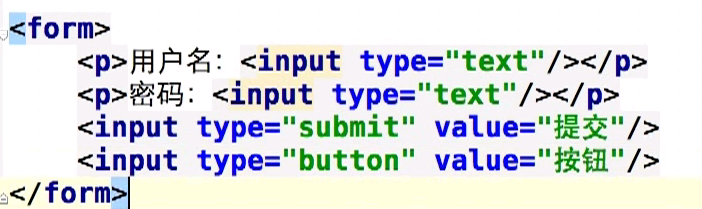 <form>
<p>用户名：<input type="text"/></p>
<p>密码：<input type="text"/></p>
<input type="submit" value="提交"/>
<input type="button" value="按钮"/>
</form>